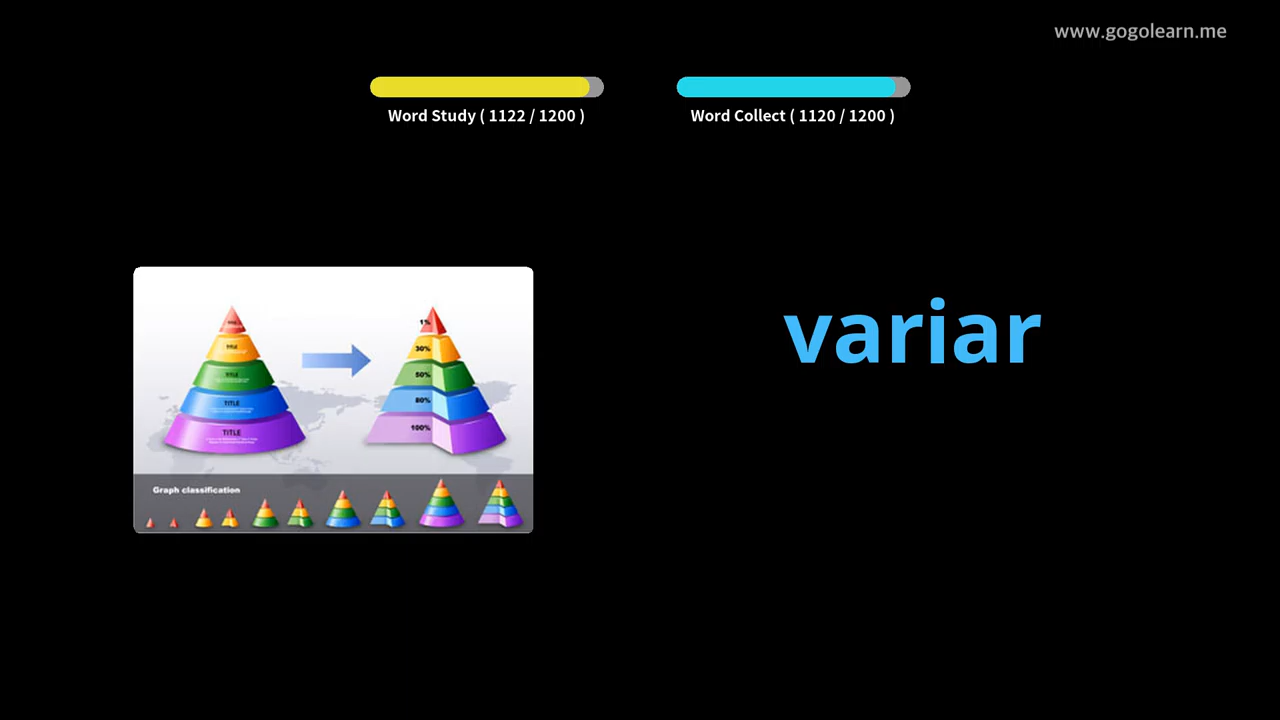 www.gogolearn.me
Word Study ( 1122 / 1200 )
Word Collect ( 1120 / 1200 )
variar
TITLE
TITLE
TITLE
TITLE
1%
30%
50%
80%
100%
Graph classification